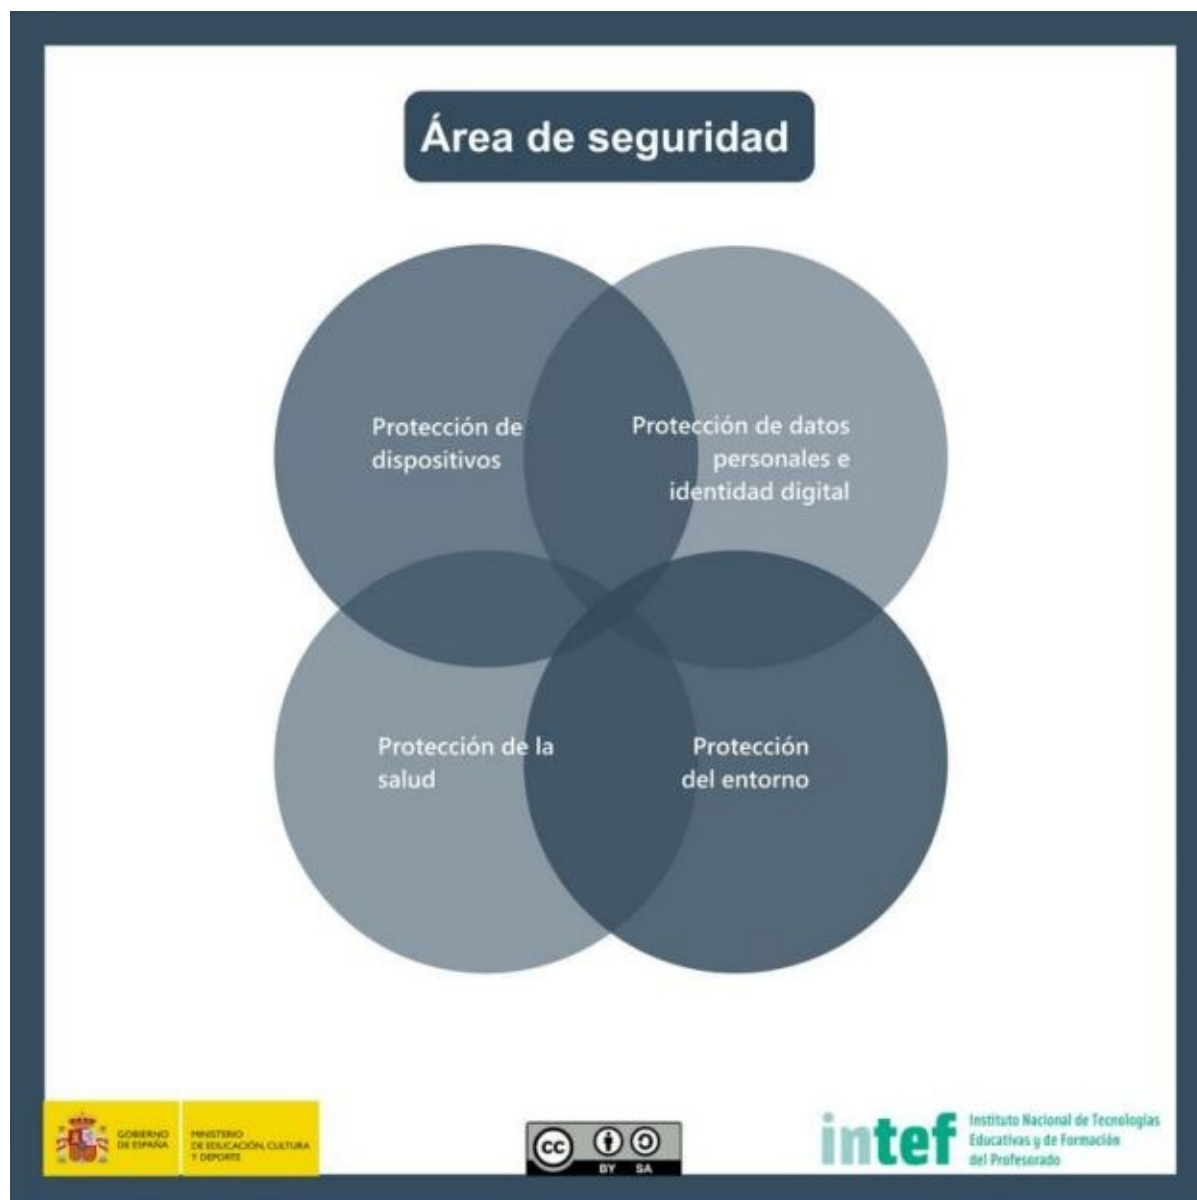 Área de seguridad
Protección de
dispositivos
Protección de datos
personales e
identidad digital
Protección de la
salud
Protección
del entorno
GOBIERNO
DE ESPAÑA
MINISTERIO
DE EDUCACIÓN, CULTURA
Y DEPORTE
cc
BY SA
intef
Instituto Nacional de Tecnologías
Educativas y de Formación
del Profesorado